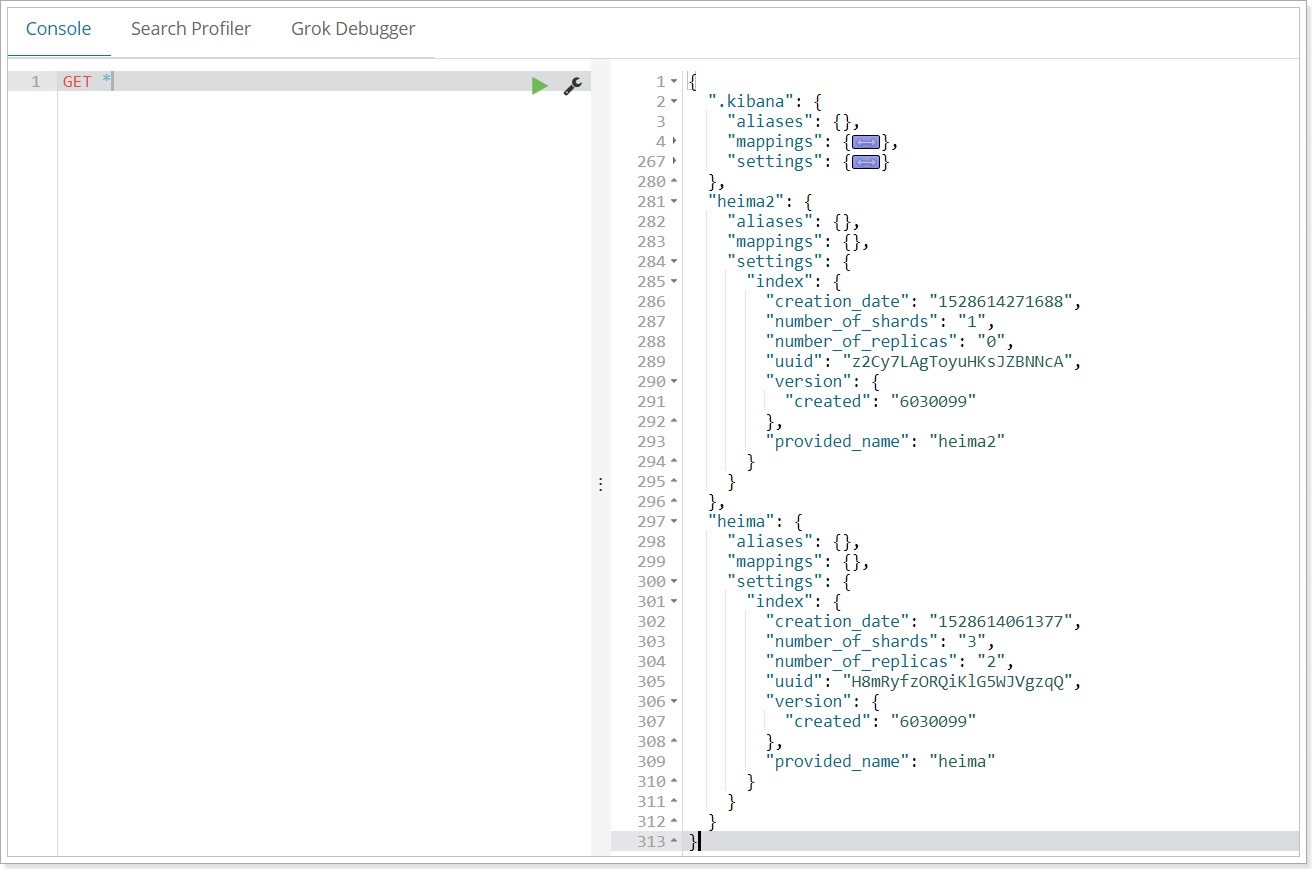 Console Search Profiler Grok Debugger
1 GET *
1 {
2 ".kibana": {
3 "aliases": {},
4 "mappings": {},
267 "settings": {}
280 },
281 "heima2": {
282 "aliases": {},
283 "mappings": {},
284 "settings": {
285 "index": {
286 "creation_date": "1528614271688",
287 "number_of_shards": "1",
288 "number_of_replicas": "0",
289 "uuid": "z2Cy7LAgToyuHKsJZBNNcA",
290 "version": {
291 "created": "6030099"
292 },
293 "provided_name": "heima2"
294 }
295 }
296 },
297 "heima": {
298 "aliases": {},
299 "mappings": {},
300 "settings": {
301 "index": {
302 "creation_date": "1528614061377",
303 "number_of_shards": "3",
304 "number_of_replicas": "2",
305 "uuid": "H8mRyfzORQiKlG5WJVgzqQ",
306 "version": {
307 "created": "6030099"
308 },
309 "provided_name": "heima"
310 }
311 }
312 }
313 }